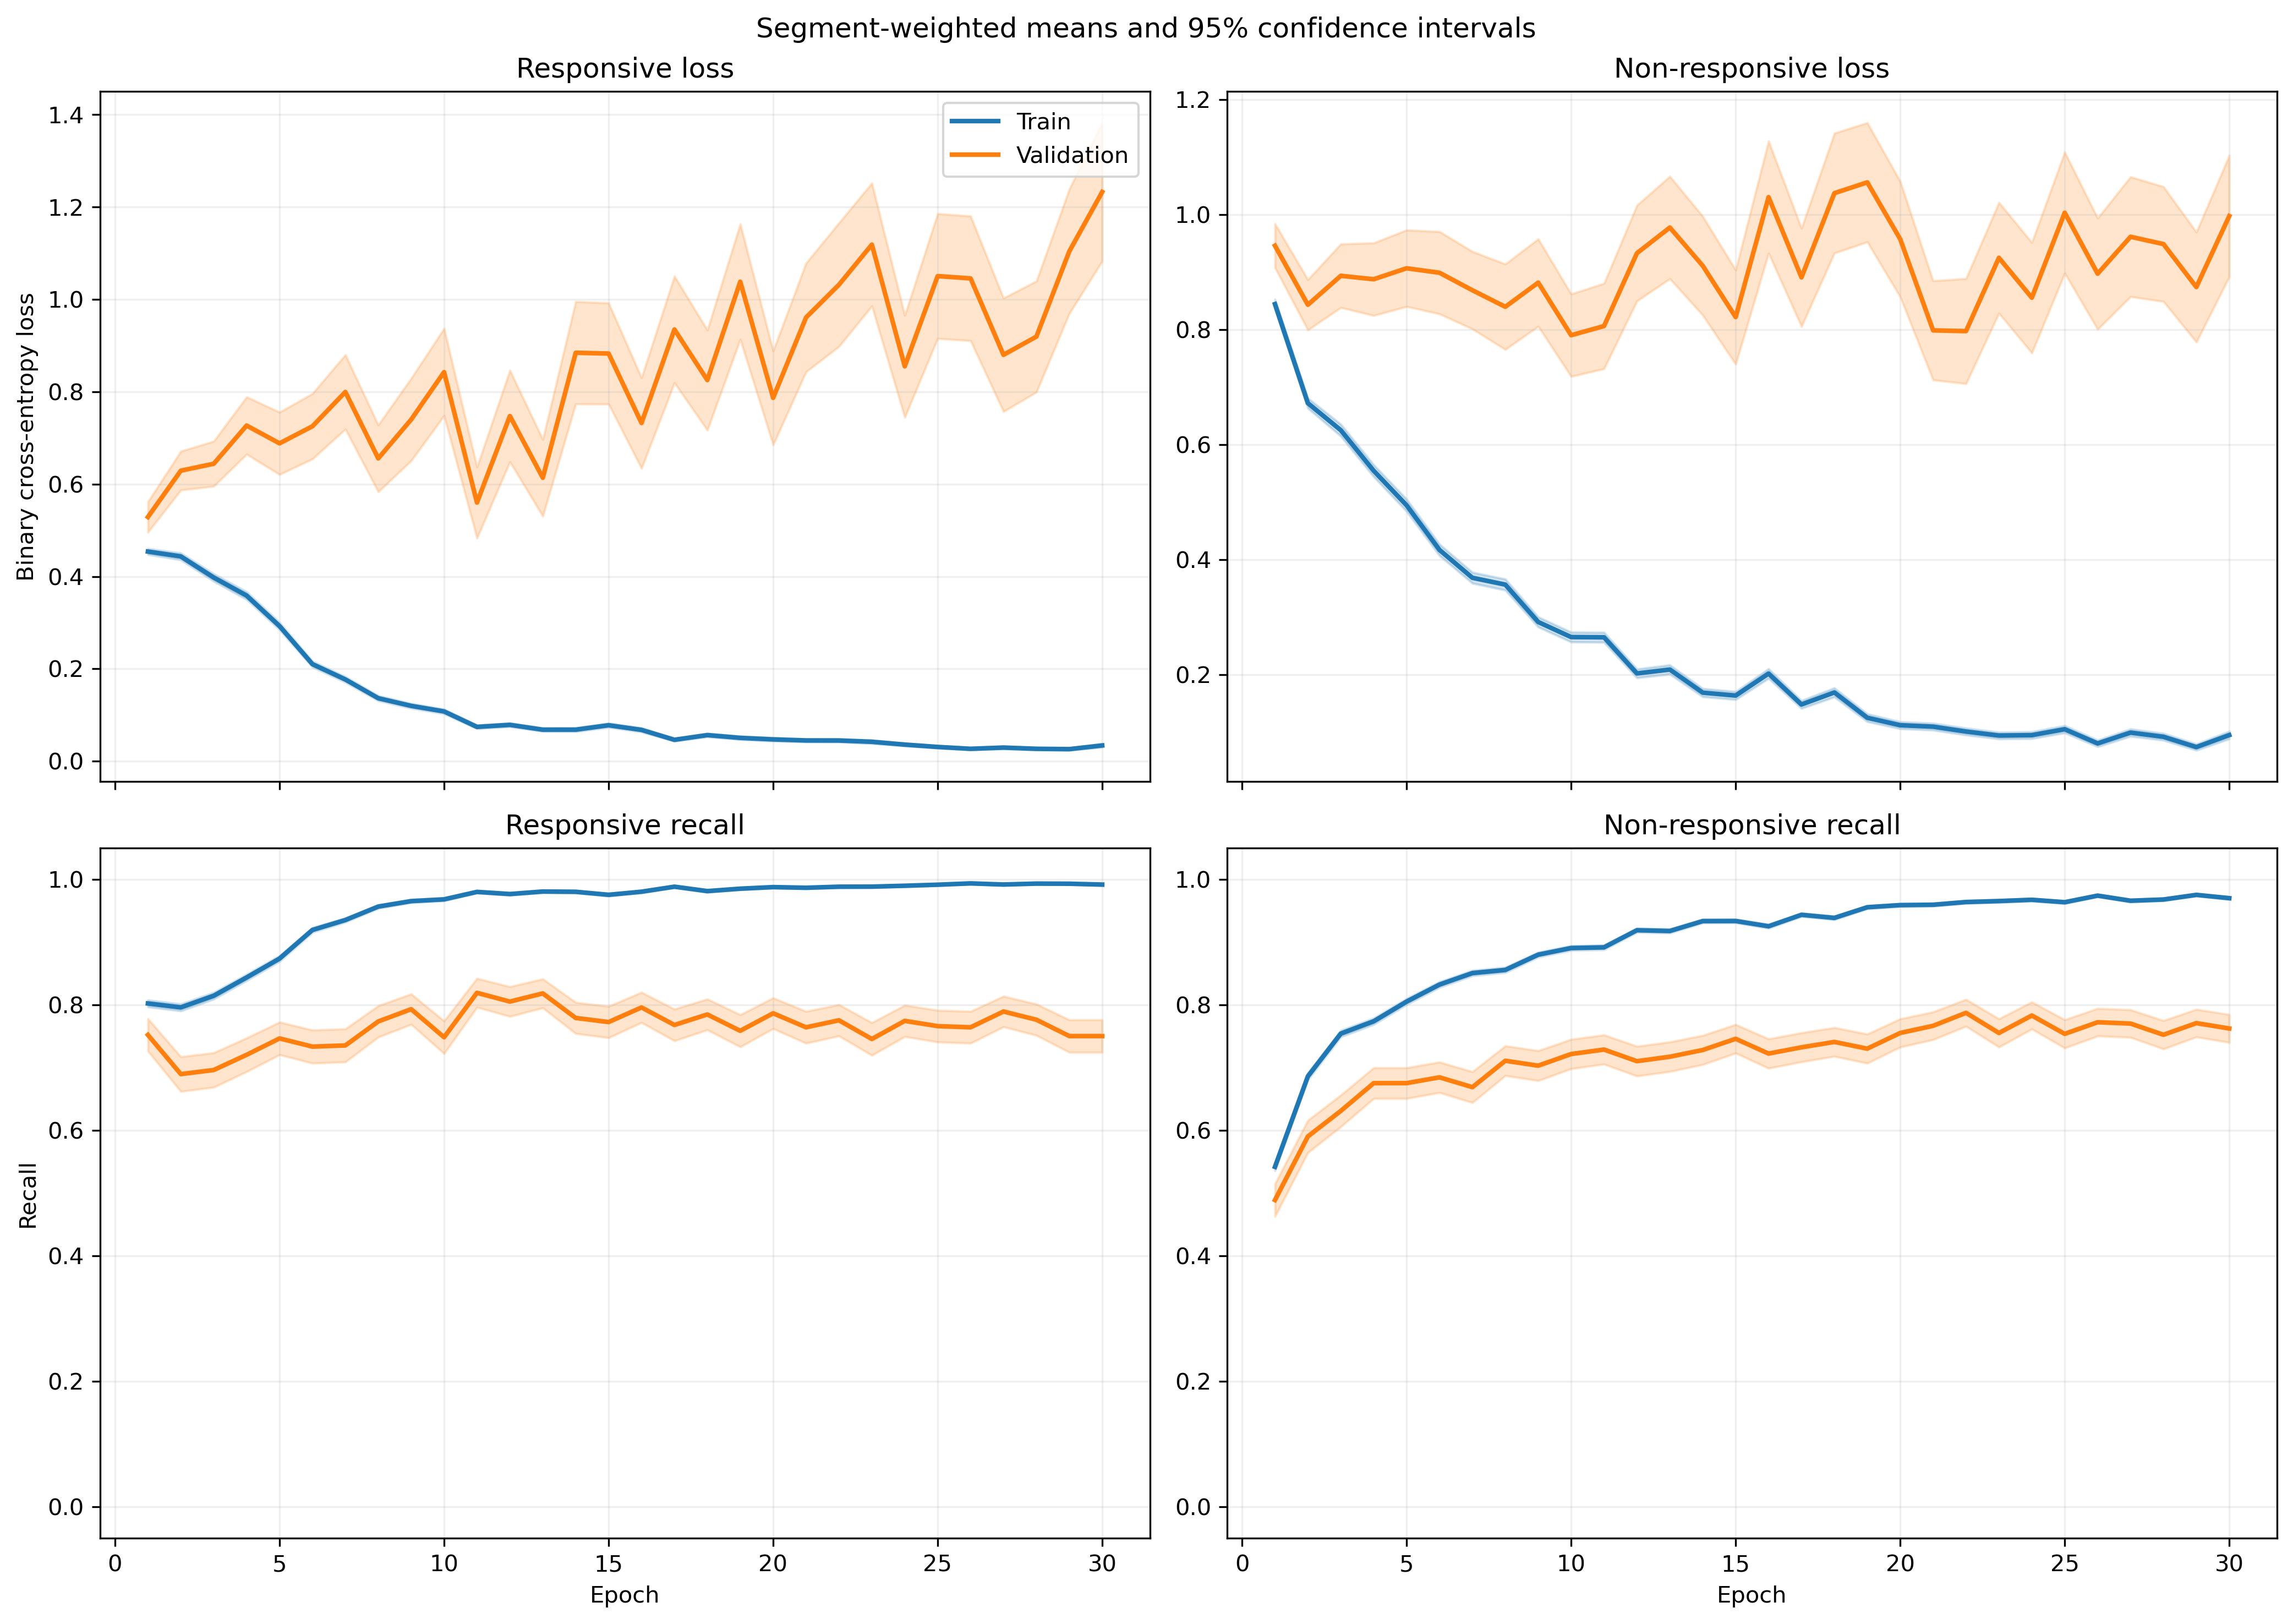 Segment-weighted means and 95% confidence intervals
Responsive loss
Non-responsive loss
Binary cross-entropy loss
1.4
1.2
1.0
0.8
0.6
0.4
0.2
0.0
Train
Validation
1.2
1.0
0.8
0.6
0.4
0.2
Responsive recall
Non-responsive recall
Recall
1.0
0.8
0.6
0.4
0.2
0.0
0 5 10 15 20 25 30
Epoch
1.0
0.8
0.6
0.4
0.2
0.0
0 5 10 15 20 25 30
Epoch